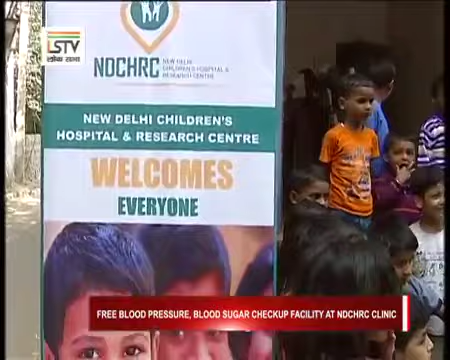 LSTV
लोक सभा
NDCHRC
NEW DELHI
CHILDREN'S HOSPITAL &
RESEARCH CENTRE
NEW DELHI CHILDREN'S
HOSPITAL & RESEARCH CENTRE
WELCOMES
EVERYONE
FREE BLOOD PRESSURE, BLOOD SUGAR CHECKUP FACILITY AT NDCHRC CLINIC